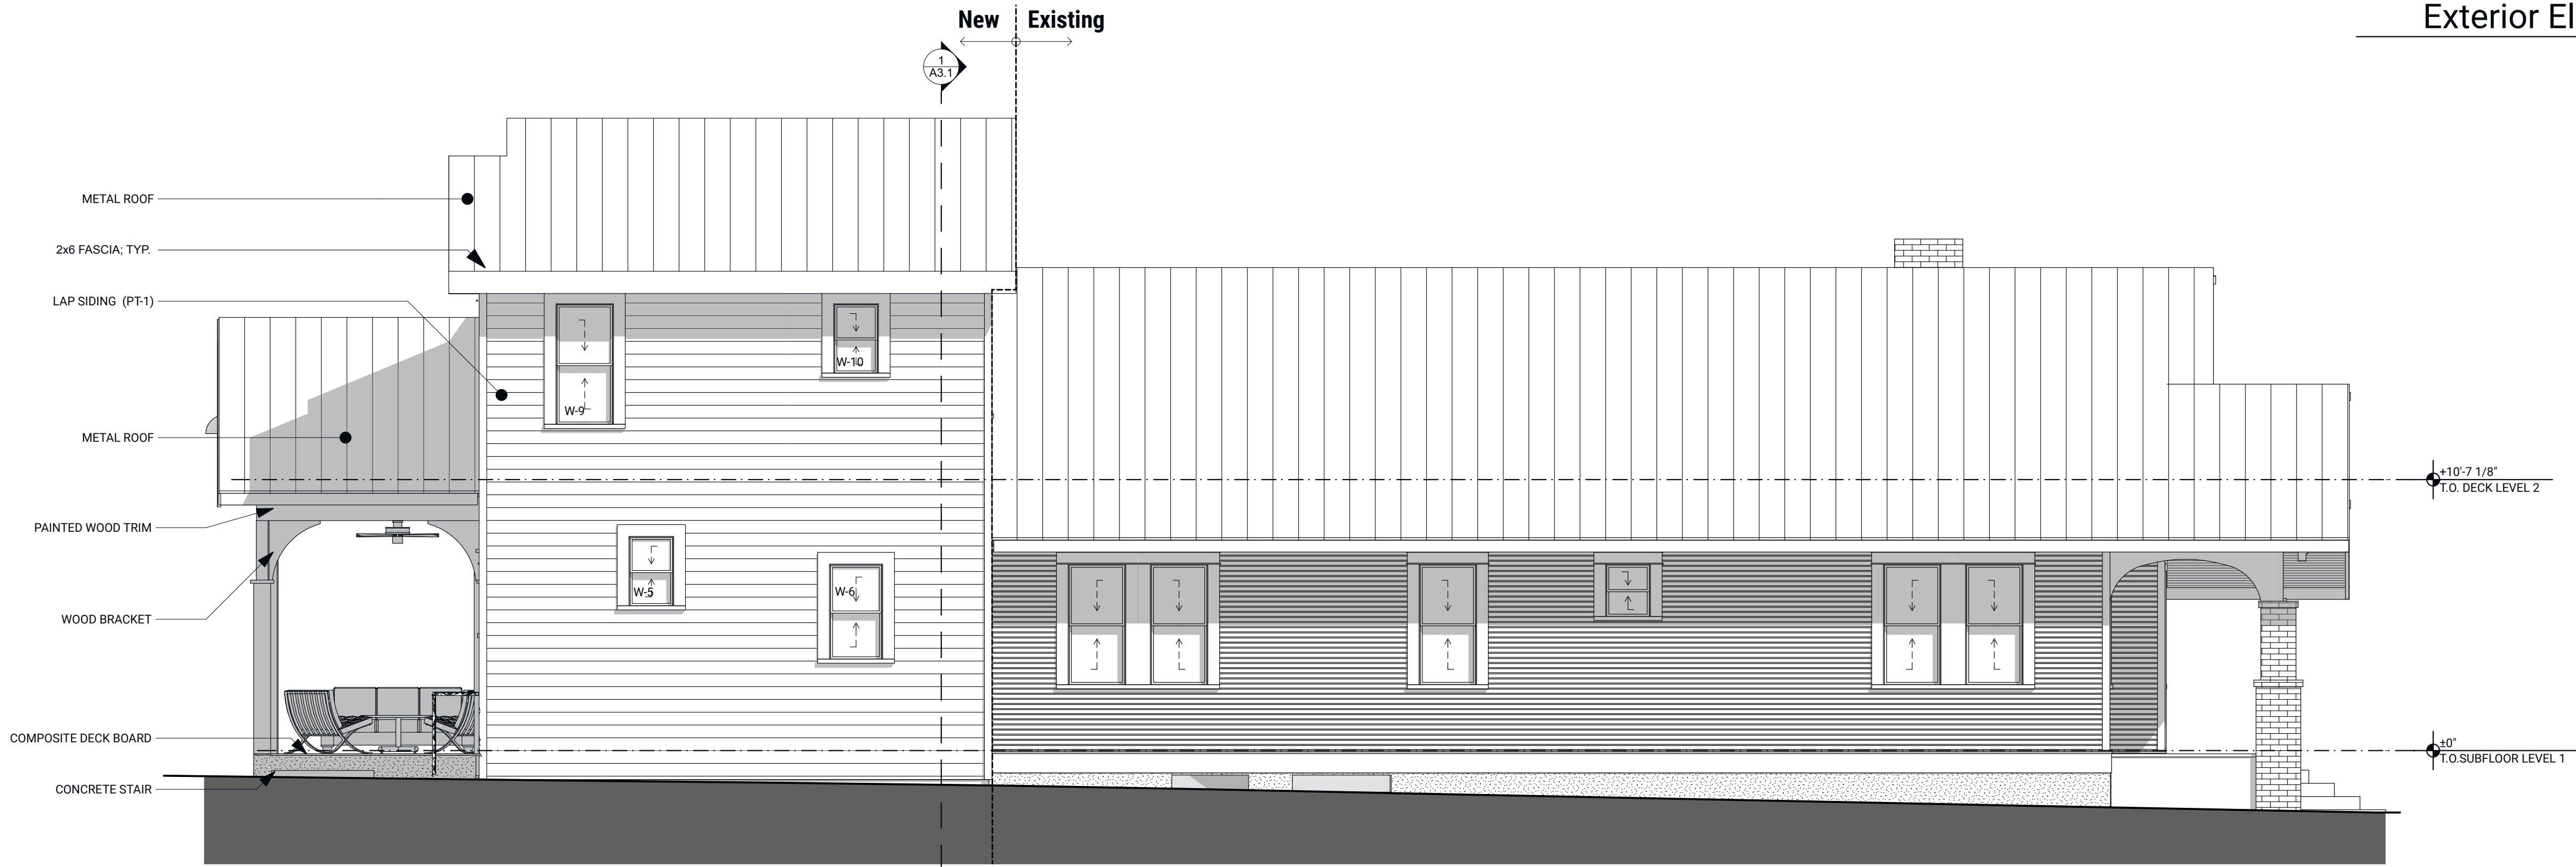 Exterior El
New Existing
1
A3.1
METAL ROOF
2x6 FASCIA; TYP.
LAP SIDING (PT-1)
W-10
W-9
METAL ROOF
+10'-7 1/8"
T.O. DECK LEVEL 2
PAINTED WOOD TRIM
W-5
W-6
WOOD BRACKET
COMPOSITE DECK BOARD
±0"
T.O.SUBFLOOR LEVEL 1
CONCRETE STAIR